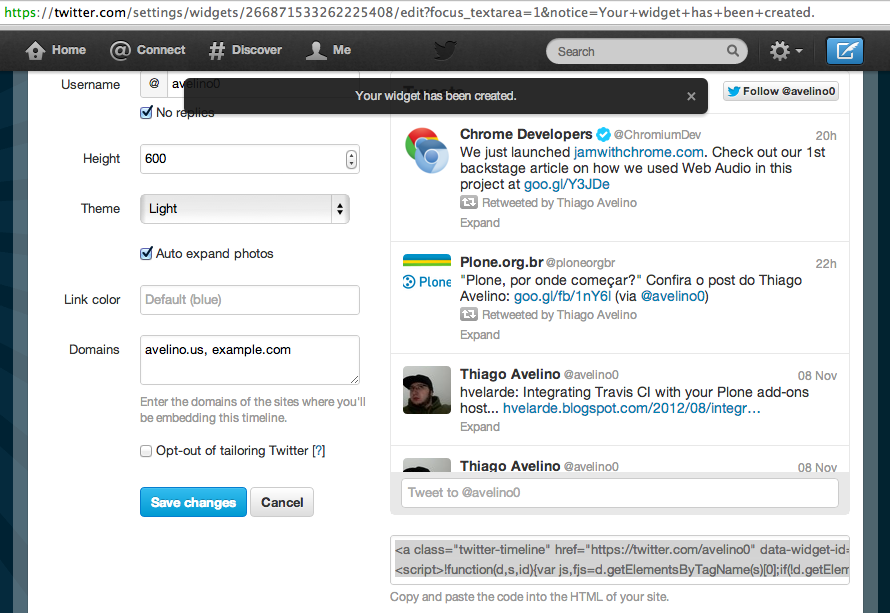 https://twitter.com/settings/widgets/266871533262225408/edit?focus_textarea=1&notice=Your+widget+has+been+created.
Home Connect Discover Me Search
Username @ avelino0
Your widget has been created. ×
Follow @avelino0
No replies
Height 600
Theme Light
Auto expand photos
Link color Default (blue)
Domains avelino.us, example.com
Enter the domains of the sites where you'll
be embedding this timeline.
Opt-out of tailoring Twitter [?]
Save changes Cancel
Chrome Developers @ChromiumDev 20h
We just launched jamwithchrome.com. Check out our 1st
backstage article on how we used Web Audio in this
project at goo.gl/Y3JDe
Retweeted by Thiago Avelino
Expand
Plone.org.br @ploneorgbr 22h
Plone
"Plone, por onde começar?" Confira o post do Thiago
Avelino: goo.gl/fb/1nY6l (via @avelino0)
Retweeted by Thiago Avelino
Expand
Thiago Avelino @avelino0 08 Nov
hvelarde: Integrating Travis CI with your Plone add-ons
host... hvelarde.blogspot.com/2012/08/integr…
Expand
Thiago Avelino @avelino0 08 Nov
Tweet to @avelino0
<a class="twitter-timeline" href="https://twitter.com/avelino0" data-widget-id=
<script>!function(d,s,id){var js,fjs=d.getElementsByTagName(s)[0];if(!d.getElem
Copy and paste the code into the HTML of your site.